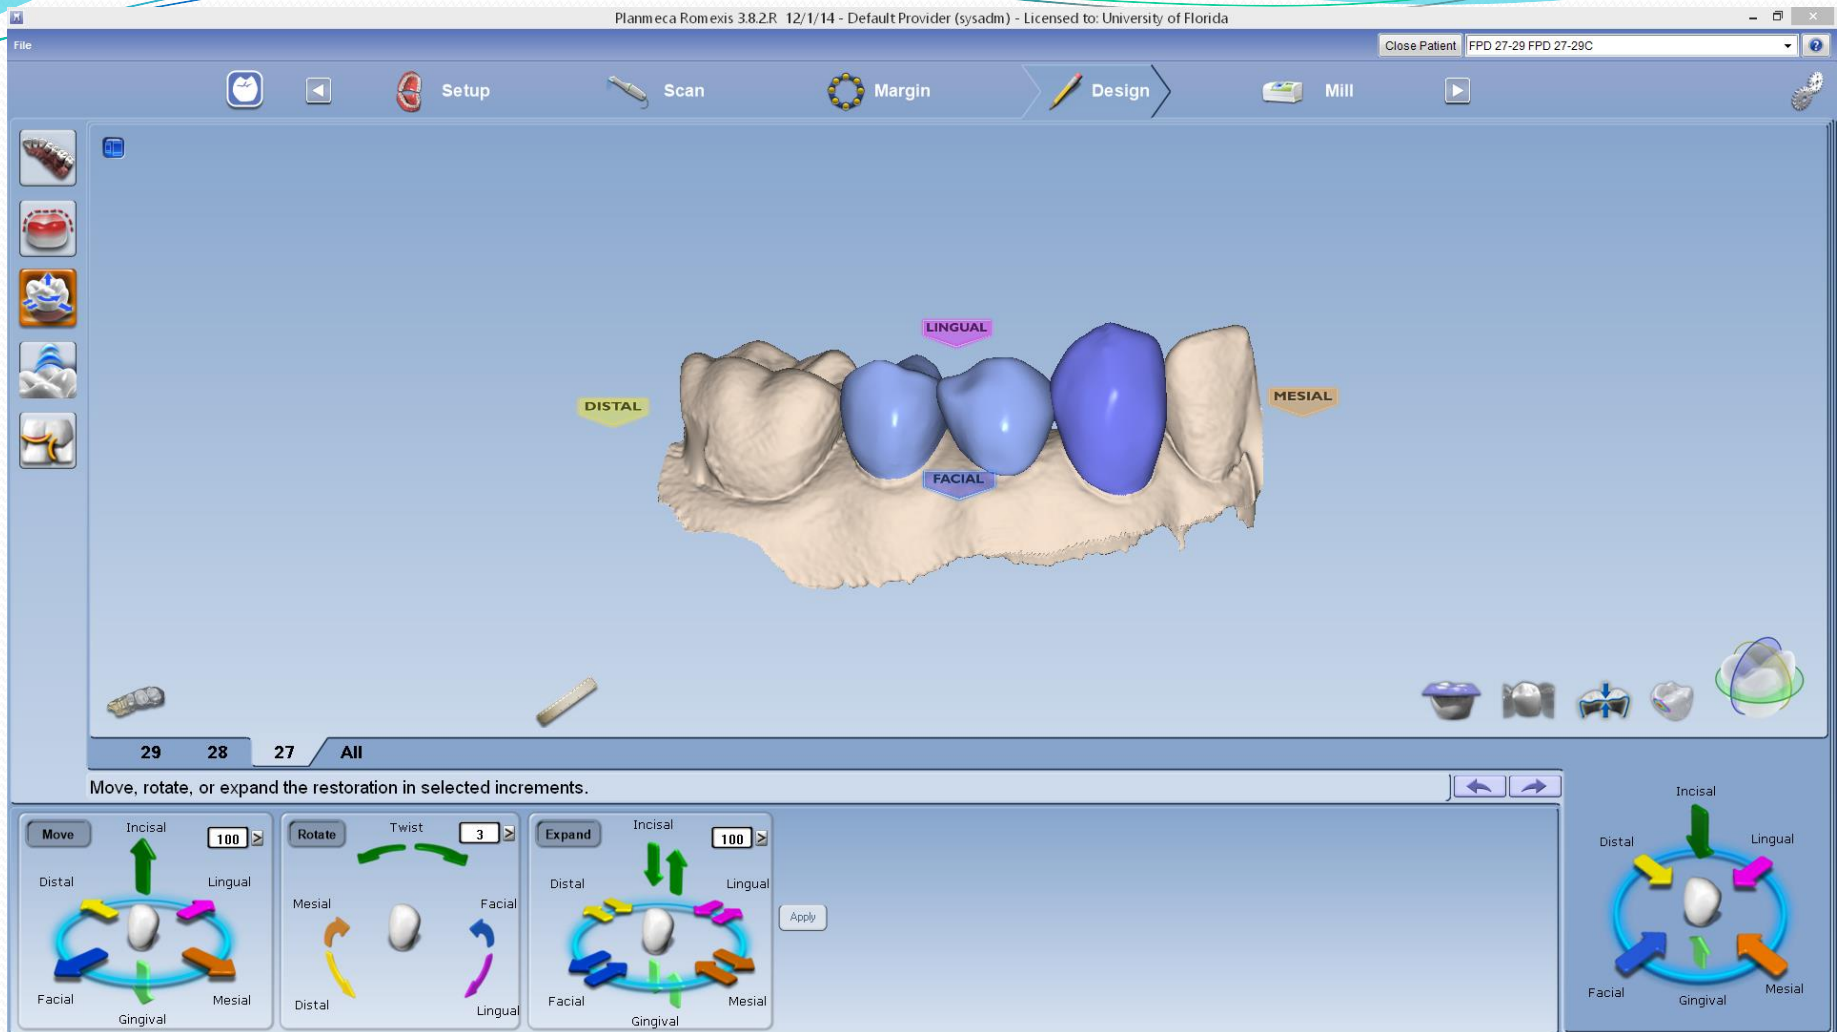 Planmeca Romexis 3.8.2.R 12/1/14 - Default Provider (sysadm) - Licensed to: University of Florida
File
Close Patient
FPD 27-29 FPD 27-29C
Setup
Scan
Margin
Design
Mill
LINGUAL
DISTAL
MESIAL
FACIAL
29
28
27
All
Move, rotate, or expand the restoration in selected increments.
Move
Incisal
100
>
Distal
Lingual
Facial
Mesial
Gingival
Rotate
Twist
3
>
Mesial
Facial
Distal
Lingual
Expand
Incisal
100
>
Distal
Lingual
Facial
Mesial
Gingival
Apply
Incisal
Distal
Lingual
Facial
Mesial
Gingival